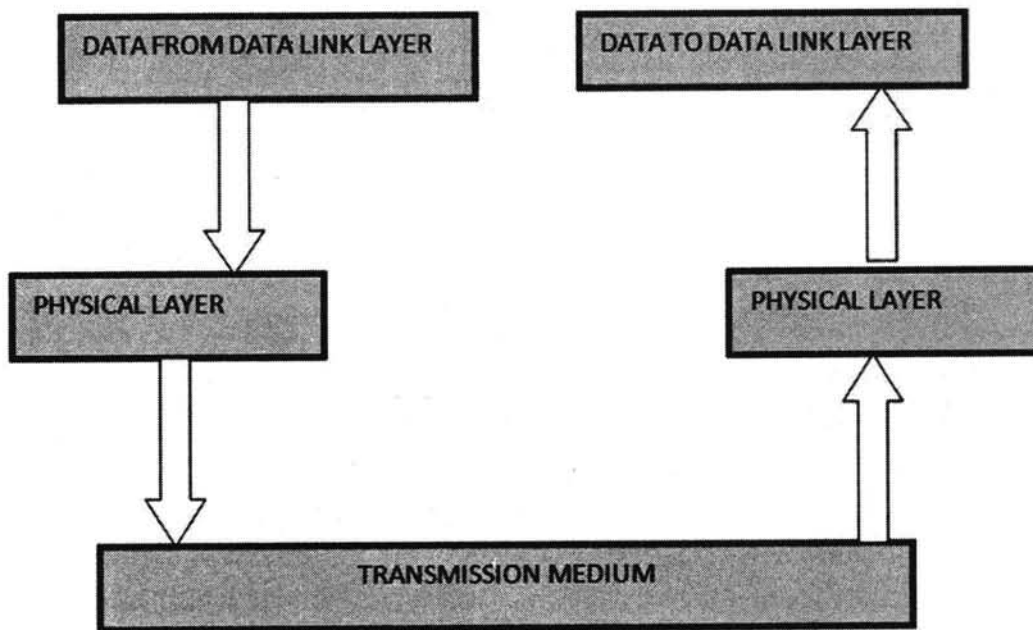 DATA FROM DATA LINK LAYER
DATA TO DATA LINK LAYER
PHYSICAL LAYER
PHYSICAL LAYER
TRANSMISSION MEDIUM